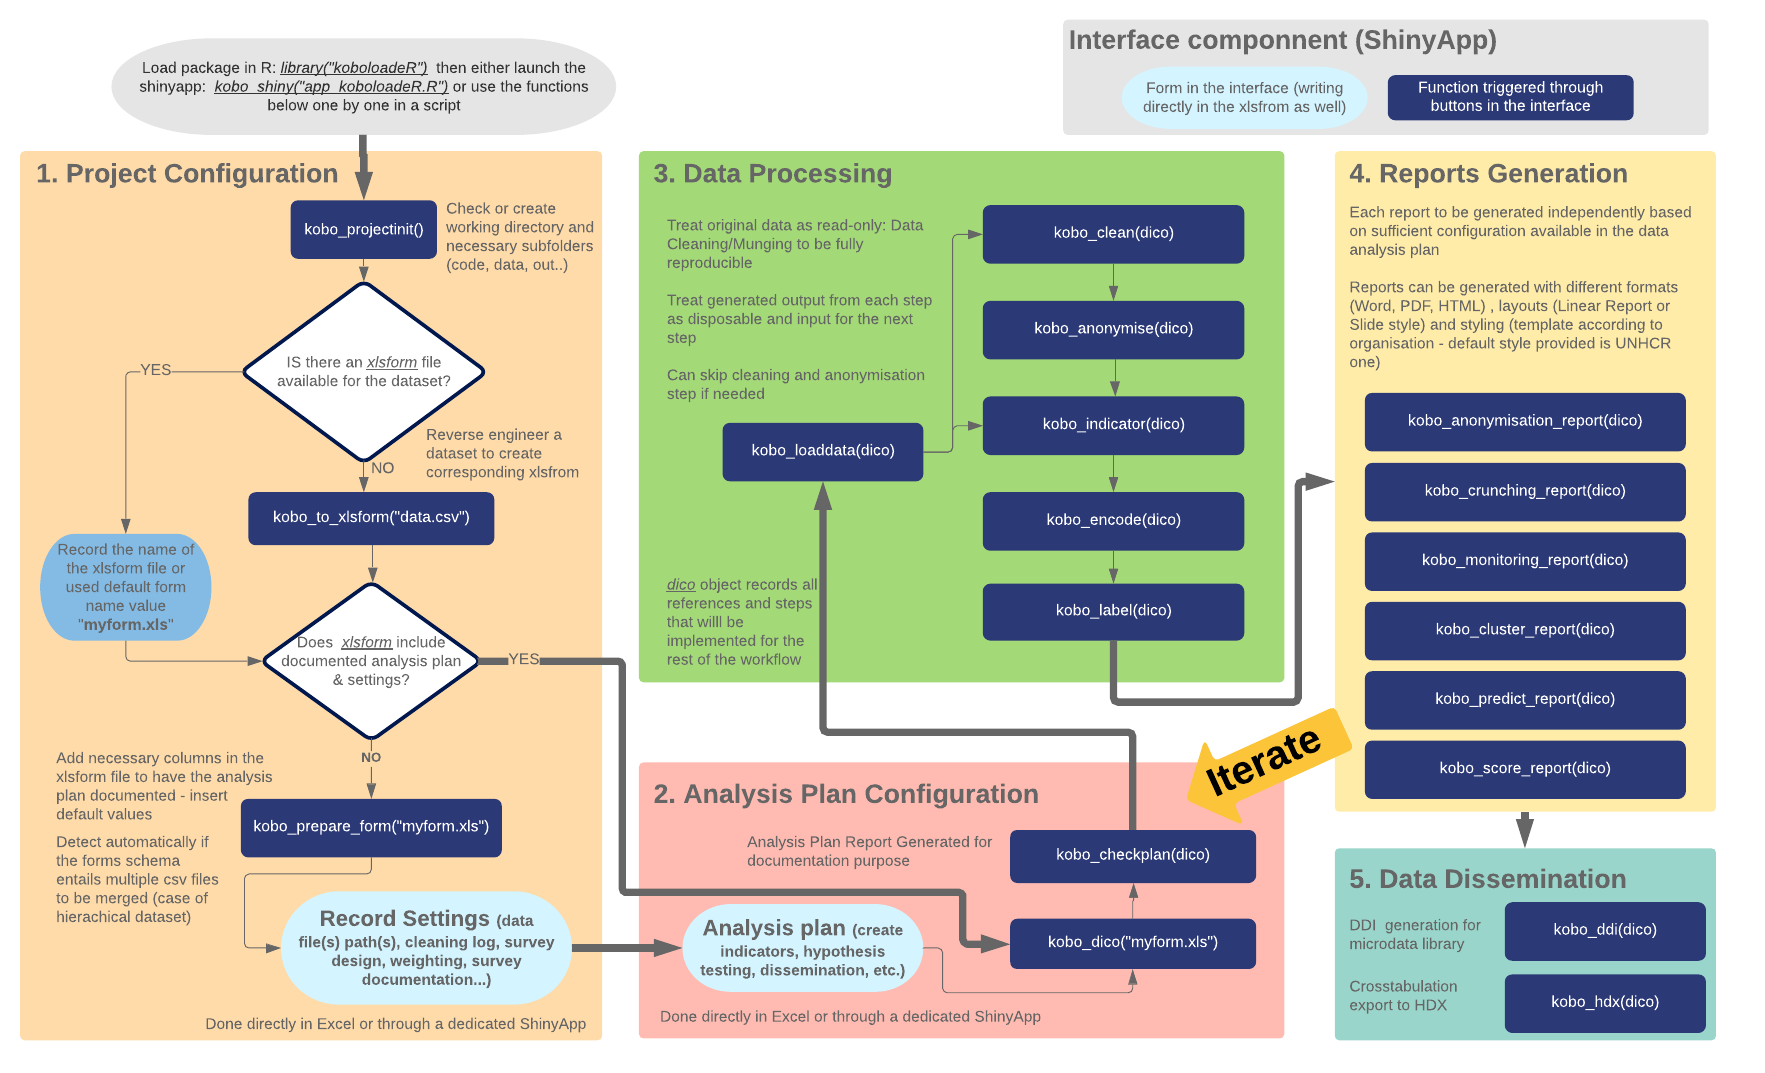 Load package in R: library("koboloadeR")  then either launch the
shinyapp:  kobo_shiny("app_koboloadeR.R") or use the functions
below one by one in a script
Interface componnent (ShinyApp)
Form in the interface (writing
directly in the xlsfrom as well)
Function triggered through
buttons in the interface
1. Project Configuration
kobo_projectinit()
Check or create
working directory and
necessary subfolders
(code, data, out..)
IS there an xlsform file
available for the dataset?
YES
NO
Reverse engineer a
dataset to create
corresponding xlsfrom
kobo_to_xlsform("data.csv")
Record the name of
the xlsform file or
used default form
name value
"myform.xls"
Does  xlsform include
documented analysis plan
& settings?
YES
NO
Add necessary columns in the
xlsform file to have the analysis
plan documented - insert
default values
Detect automatically if
the forms schema
entails multiple csv files
to be merged (case of
hierachical dataset)
kobo_prepare_form("myform.xls")
Record Settings (data
file(s) path(s), cleaning log, survey
design, weighting, survey
documentation...)
Done directly in Excel or through a dedicated ShinyApp
2. Analysis Plan Configuration
Analysis Plan Report Generated for
documentation purpose
kobo_checkplan(dico)
Analysis plan (create
indicators, hypothesis
testing, dissemination, etc.)
kobo_dico("myform.xls")
Done directly in Excel or through a dedicated ShinyApp
3. Data Processing
Treat original data as read-only: Data
Cleaning/Munging to be fully
reproducible
Treat generated output from each step
as disposable and input for the next
step
Can skip cleaning and anonymisation
step if needed
kobo_loaddata(dico)
dico object records all
references and steps
that willl be
implemented for the
rest of the workflow
kobo_clean(dico)
kobo_anonymise(dico)
kobo_indicator(dico)
kobo_encode(dico)
kobo_label(dico)
4. Reports Generation
Each report to be generated independently based
on sufficient configuration available in the data
analysis plan
Reports can be generated with different formats
(Word, PDF, HTML) , layouts (Linear Report or
Slide style) and styling (template according to
organisation - default style provided is UNHCR
one)
kobo_anonymisation_report(dico)
kobo_crunching_report(dico)
kobo_monitoring_report(dico)
kobo_cluster_report(dico)
kobo_predict_report(dico)
kobo_score_report(dico)
Iterate
5. Data Dissemination
DDI  generation for
microdata library
kobo_ddi(dico)
Crosstabulation
export to HDX
kobo_hdx(dico)